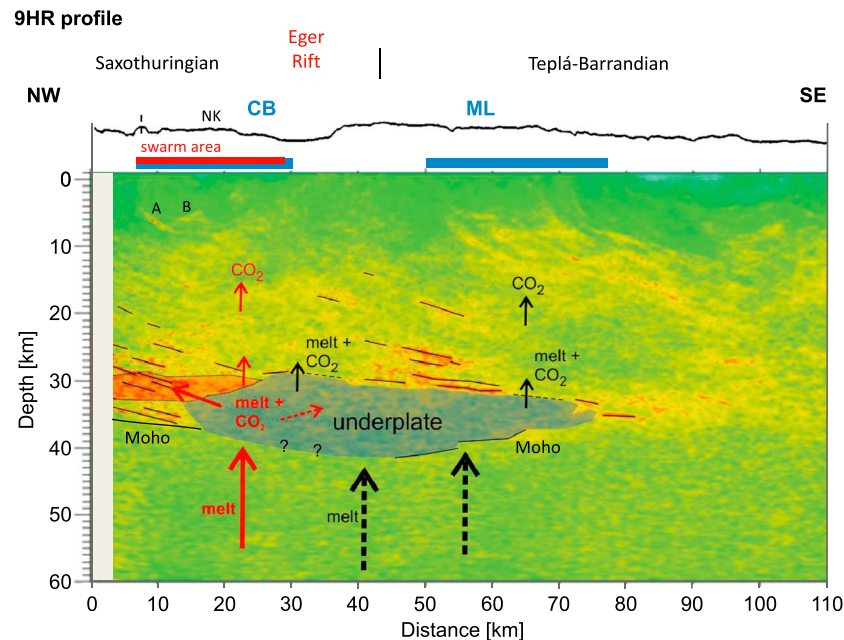 9HR profile
Eger
Rift
Saxothuringian
Teplá-Barrandian
NW
CB
ML
SE
I
NK
swarm area
A
B
0
10
20
30
40
50
60
Depth [km]
CO₂
CO₂
melt +
CO₂
melt +
CO₂
melt +
CO₂
underplate
Moho
?
?
Moho
melt
melt
0
10
20
30
40
50
60
70
80
90
100
110
Distance [km]